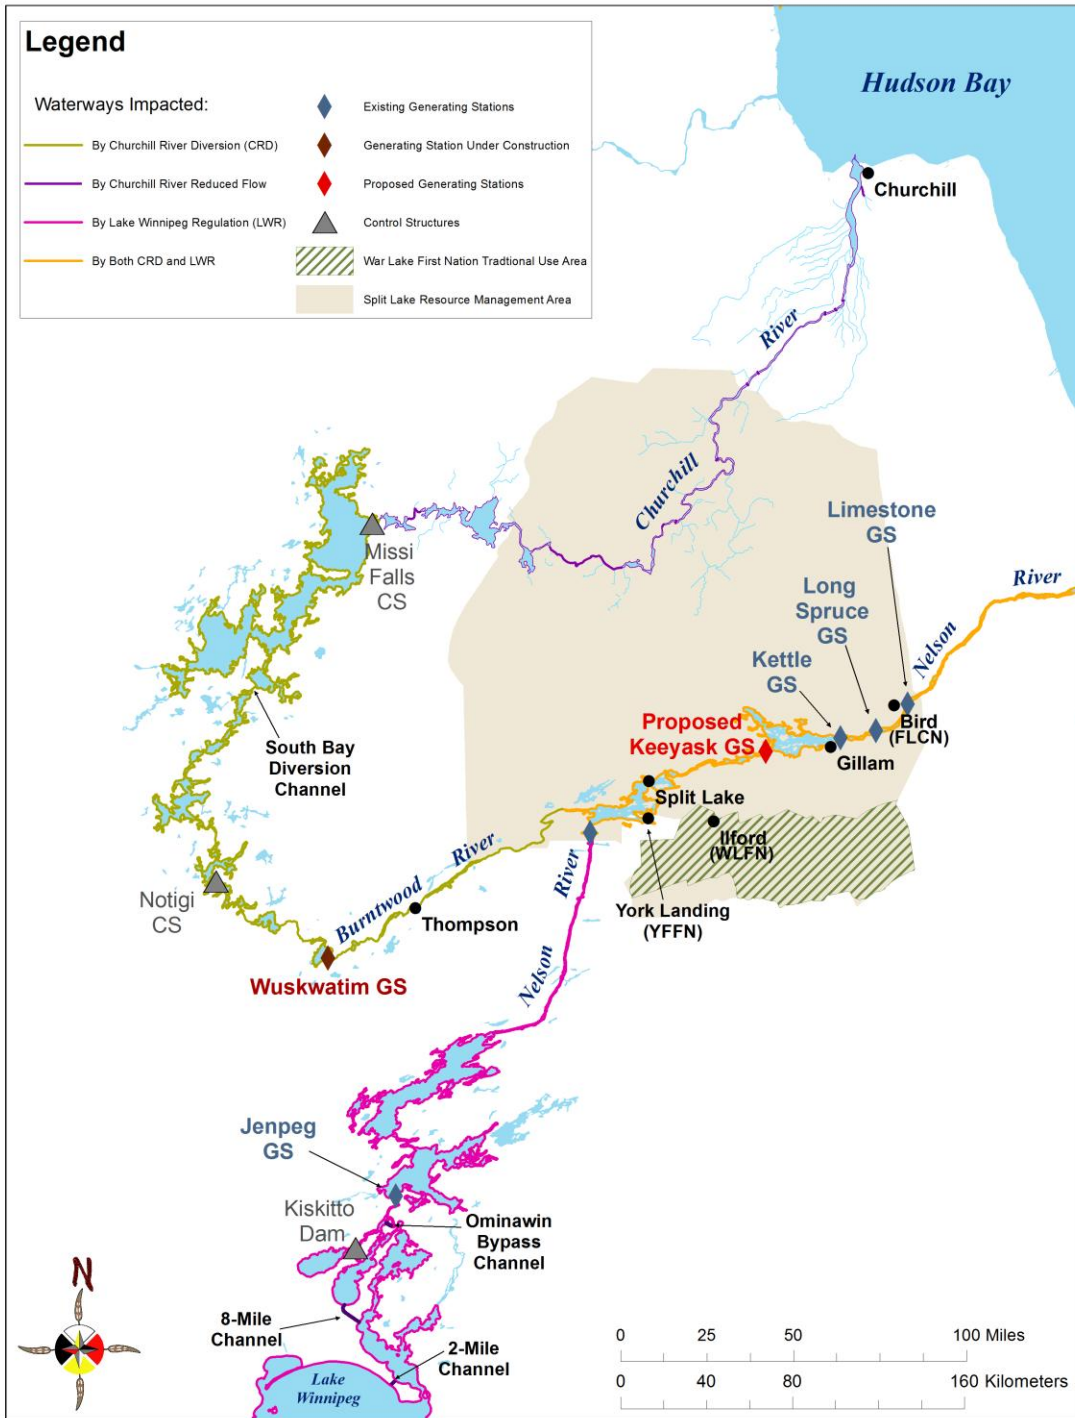 Legend
Waterways Impacted:
By Churchill River Diversion (CRD)
By Churchill River Reduced Flow
By Lake Winnipeg Regulation (LWR)
By Both CRD and LWR
Existing Generating Stations
Generating Station Under Construction
Proposed Generating Stations
Control Structures
War Lake First Nation Tradtional Use Area
Split Lake Resource Management Area
Hudson Bay
Churchill
River
Churchill
Missi
Falls
CS
Limestone
GS
Long
Spruce
GS
Kettle
GS
River
Nelson
Proposed
Keeyask GS
Bird
(FLCN)
Gillam
South Bay
Diversion
Channel
Split Lake
Ilford
(WLFN)
York Landing
(YFFN)
River
Burntwood
Thompson
Notigi
CS
Wuskwatim GS
River
Nelson
Jenpeg
GS
Kiskitto
Dam
Ominawin
Bypass
Channel
8-Mile
Channel
2-Mile
Channel
Lake
Winnipeg
N
0 25 50 100 Miles
0 40 80 160 Kilometers